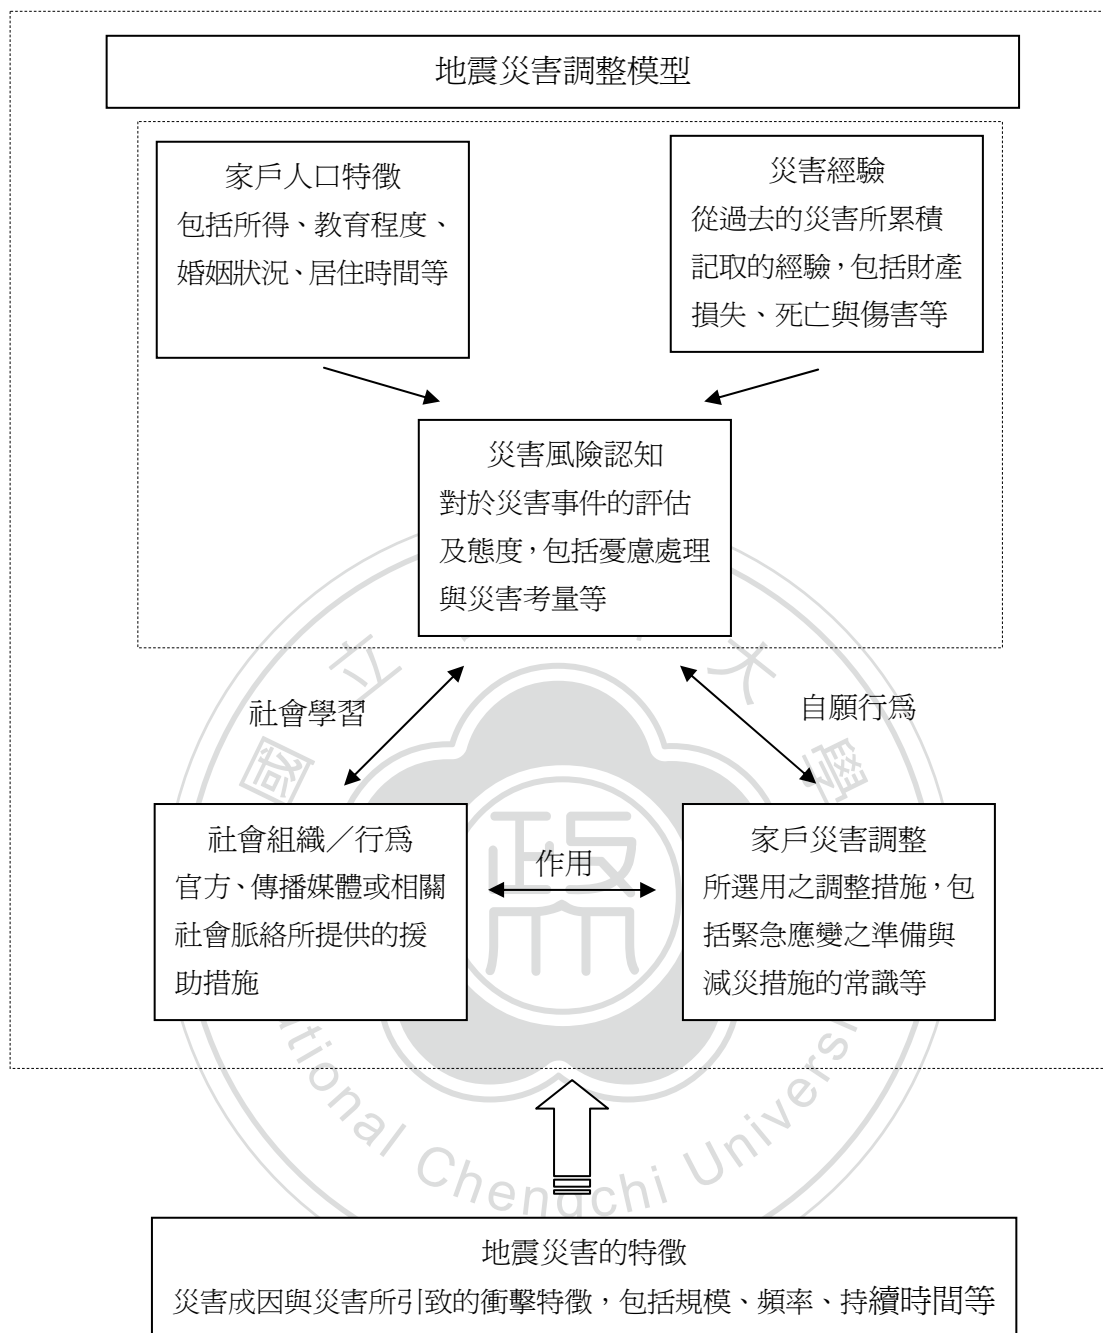 地震災害調整模型
家戶人口特徵
包括所得、教育程度、
婚姻狀況、居住時間等
災害經驗
從過去的災害所累積
記取的經驗,包括財產
損失、死亡與傷害等
災害風險認知
對於災害事件的評估
及態度,包括憂慮處理
與災害考量等
社會學習
自願行為
社會組織／行為
官方、傳播媒體或相關
社會脈絡所提供的援
助措施
作用
家戶災害調整
所選用之調整措施,包
括緊急應變之準備與
減災措施的常識等
地震災害的特徵
災害成因與災害所引致的衝擊特徵,包括規模、頻率、持續時間等
國立 大學
政
tional Chengchi Universi